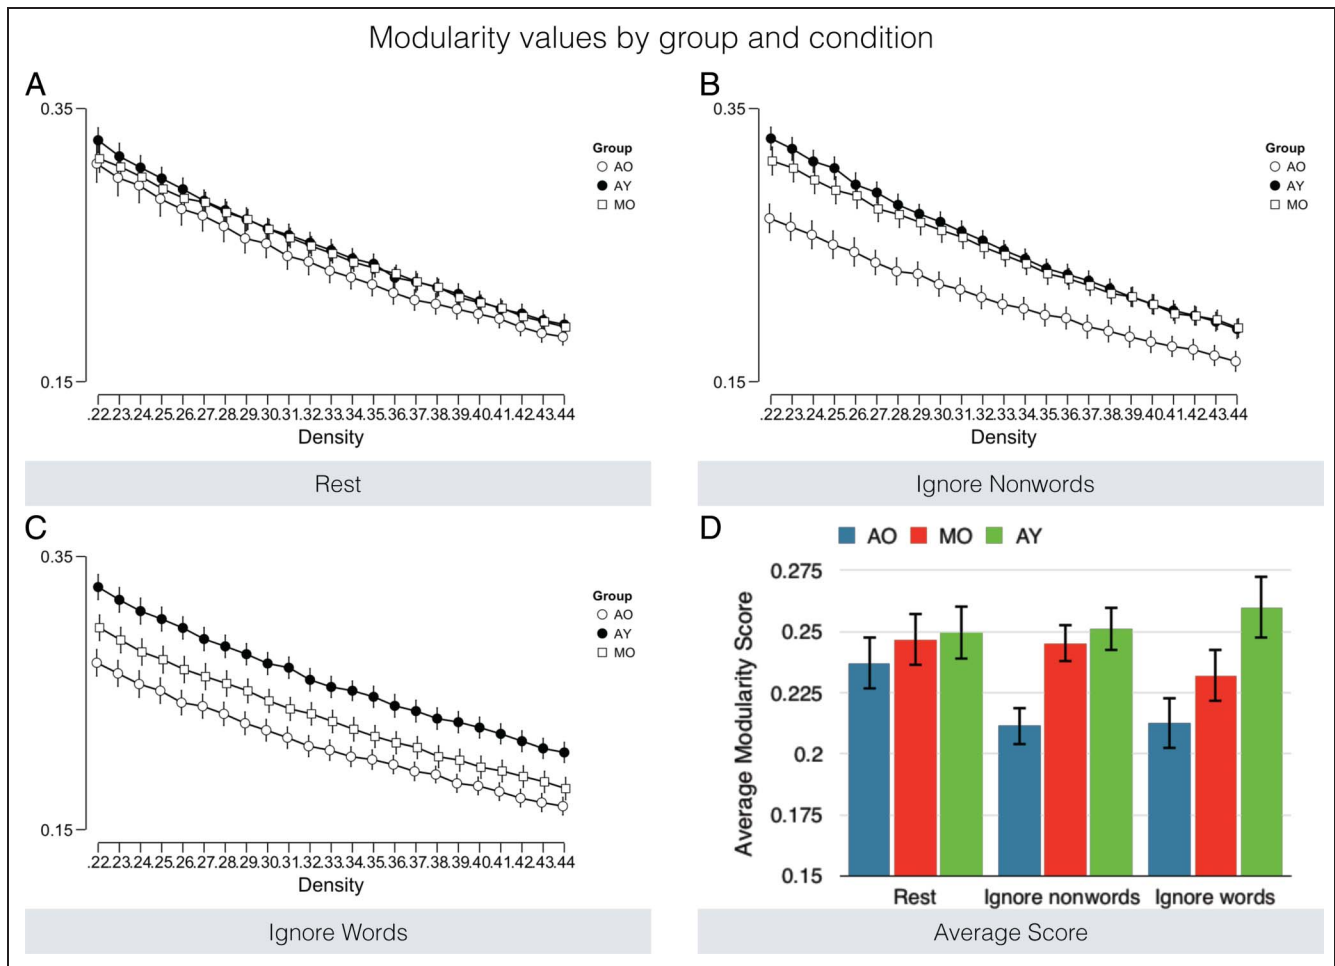 Modularity values by group and condition
A
0.35
0.15
Group
AO
AY
MO
.22.23.24.25.26.27.28.29.30.31.32.33.34.35.36.37.38.39.40.41.42.43.44
Density
Rest
B
0.35
0.15
Group
AO
AY
MO
.22.23.24.25.26.27.28.29.30.31.32.33.34.35.36.37.38.39.40.41.42.43.44
Density
Ignore Nonwords
C
0.35
0.15
Group
AO
AY
MO
.22.23.24.25.26.27.28.29.30.31.32.33.34.35.36.37.38.39.40.41.42.43.44
Density
Ignore Words
D
AO MO AY
Average Modularity Score
0.275
0.25
0.225
0.2
0.175
0.15
Rest Ignore nonwords Ignore words
Average Score